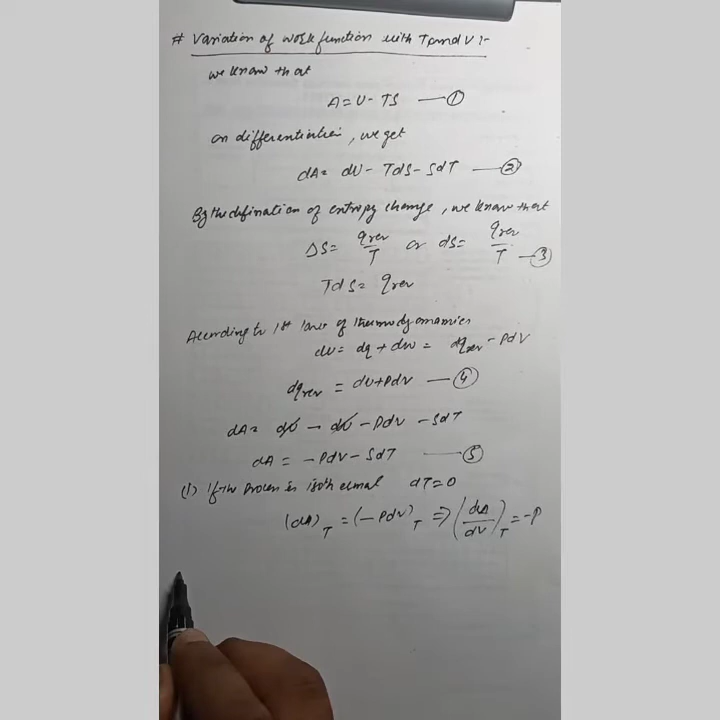 # Variation of work function with T and V :-
we know that
A = U - TS — ①
on differentiation, we get
dA = dU - TdS - SdT — ②
By the defination of entropy change, we know that
ΔS = qrev/T or dS = qrev/T — ③
TdS = qrev
According to 1st law of thermodynamics
dU = dq + dw = dqrev - PdV
dqrev = dU + PdV — ④
dA = dU - dU - PdV - SdT
dA = - PdV - SdT — ⑤
(1) If the process is isothermal dT = 0
(dA)T = (- PdV)T ⇒ (dA/dV)T = -P